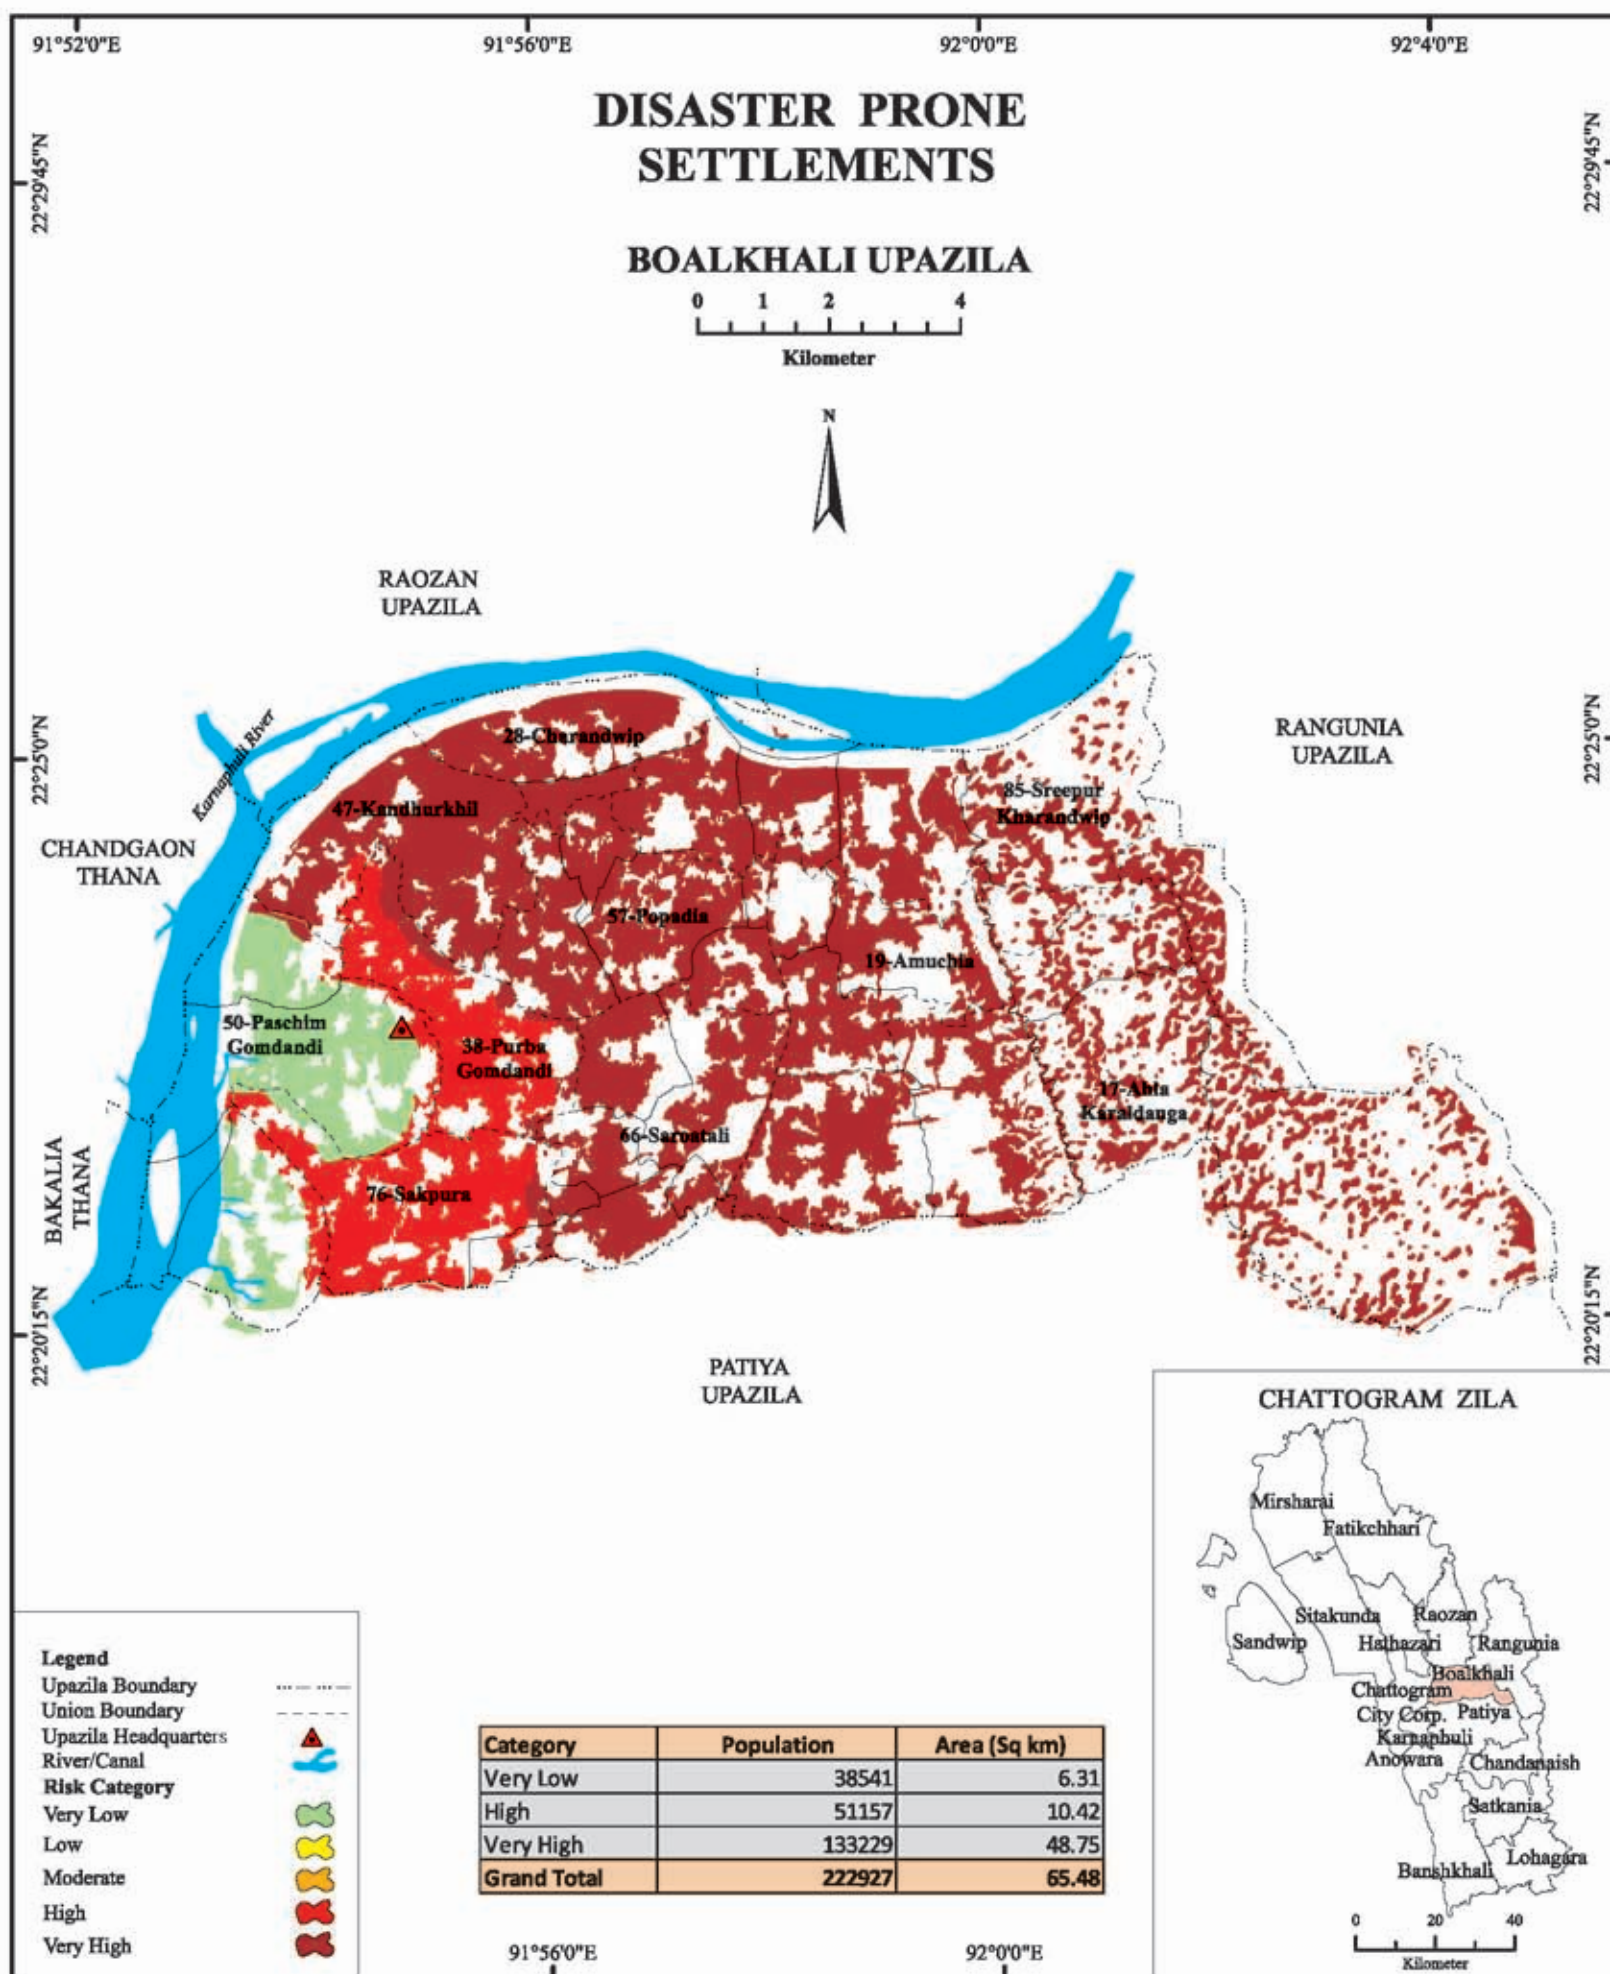 91°52'0"E
91°56'0"E
92°0'0"E
92°4'0"E
DISASTER PRONE
SETTLEMENTS
BOALKHALI UPAZILA
0 1 2 4
Kilometer
N
22°29'45"N
22°29'45"N
RAOZAN
UPAZILA
RANGUNIA
UPAZILA
22°25'0"N
22°25'0"N
Karnaphuli River
CHANDGAON
THANA
28-Charandwip
47-Kandhurkhil
85-Sreepur
Kharandwip
57-Popadia
19-Amuchia
50-Paschim
Gomdandi
38-Purba
Gomdandi
17-Ahla
Karaldanga
66-Saroatali
76-Sakpura
BAKALIA
THANA
22°20'15"N
22°20'15"N
PATIYA
UPAZILA
CHATTOGRAM ZILA
Mirsharai
Fatikchhari
Sitakunda
Raozan
Sandwip
Hathazari
Rangunia
Boalkhali
Chattogram
City Corp.
Patiya
Karnaphuli
Anowara
Chandanaish
Satkania
Lohagara
Banshkhali
0 20 40
Kilometer
Legend
Upazila Boundary
Union Boundary
Upazila Headquarters
River/Canal
Risk Category
Very Low
Low
Moderate
High
Very High
Category Population Area (Sq km)
Very Low 38541 6.31
High 51157 10.42
Very High 133229 48.75
Grand Total 222927 65.48
91°56'0"E
92°0'0"E